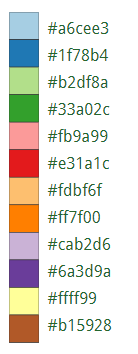 #a6cee3
#1f78b4
#b2df8a
#33a02c
#fb9a99
#e31a1c
#fdbf6f
#ff7f00
#cab2d6
#6a3d9a
#ffff99
#b15928